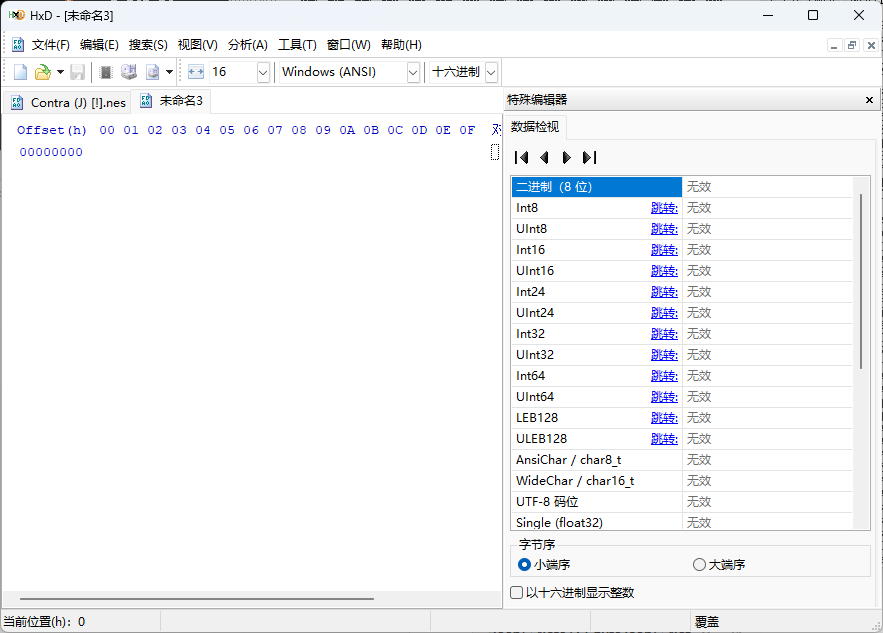 HxD - [未命名3]
文件(F) 编辑(E) 搜索(S) 视图(V) 分析(A) 工具(T) 窗口(W) 帮助(H)
16 Windows (ANSI) 十六进制
Contra (J) [!].nes 未命名3
Offset(h) 00 01 02 03 04 05 06 07 08 09 0A 0B 0C 0D 0E 0F
00000000
特殊编辑器
数据检视
二进制 (8 位) 无效
Int8 跳转: 无效
UInt8 跳转: 无效
Int16 跳转: 无效
UInt16 跳转: 无效
Int24 跳转: 无效
UInt24 跳转: 无效
Int32 跳转: 无效
UInt32 跳转: 无效
Int64 跳转: 无效
UInt64 跳转: 无效
LEB128 跳转: 无效
ULEB128 跳转: 无效
AnsiChar / char8_t 无效
WideChar / char16_t 无效
UTF-8 码位 无效
Single (float32) 无效
字节序
小端序 大端序
以十六进制显示整数
当前位置(h): 0 覆盖